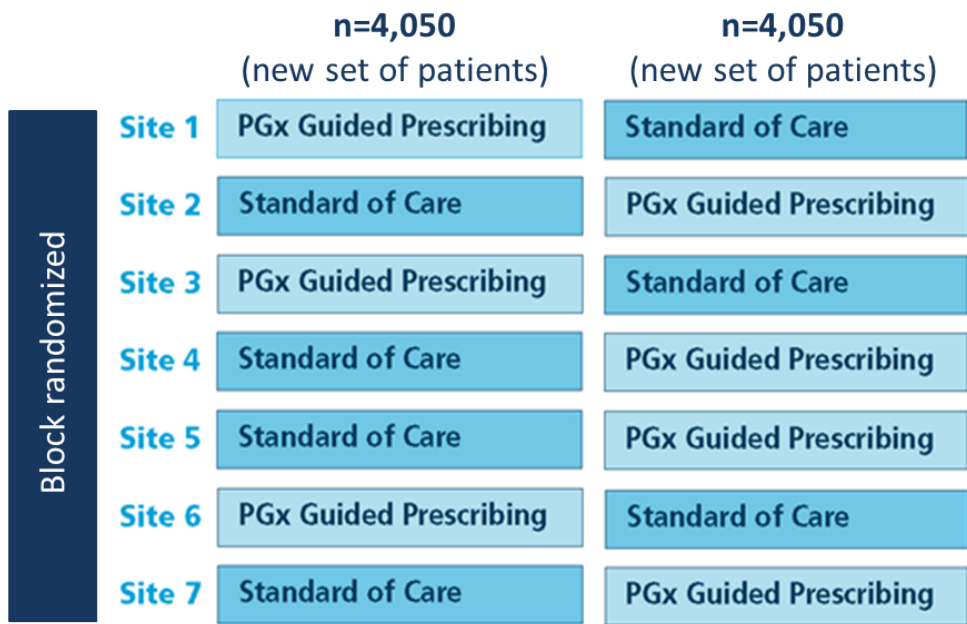 n=4,050 n=4,050
(new set of patients) (new set of patients)
Block randomized
Site 1 PGx Guided Prescribing Standard of Care
Site 2 Standard of Care PGx Guided Prescribing
Site 3 PGx Guided Prescribing Standard of Care
Site 4 Standard of Care PGx Guided Prescribing
Site 5 Standard of Care PGx Guided Prescribing
Site 6 PGx Guided Prescribing Standard of Care
Site 7 Standard of Care PGx Guided Prescribing